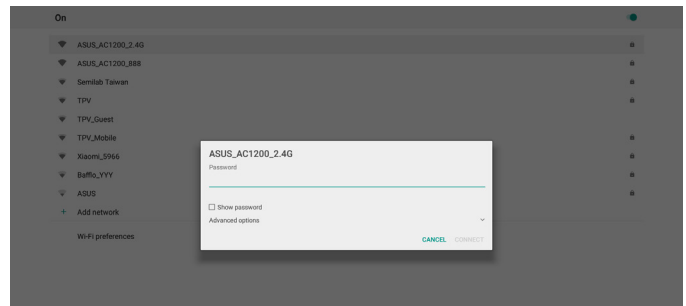 On
ASUS_AC1200_2.4G
ASUS_AC1200_888
Semilab Taiwan
TPV
TPV_Guest
TPV_Mobile
Xiaomi_5966
Bafflo_YYY
ASUS
Add network
Wi-Fi preferences
ASUS_AC1200_2.4G
Password
Show password
Advanced options
CANCEL CONNECT